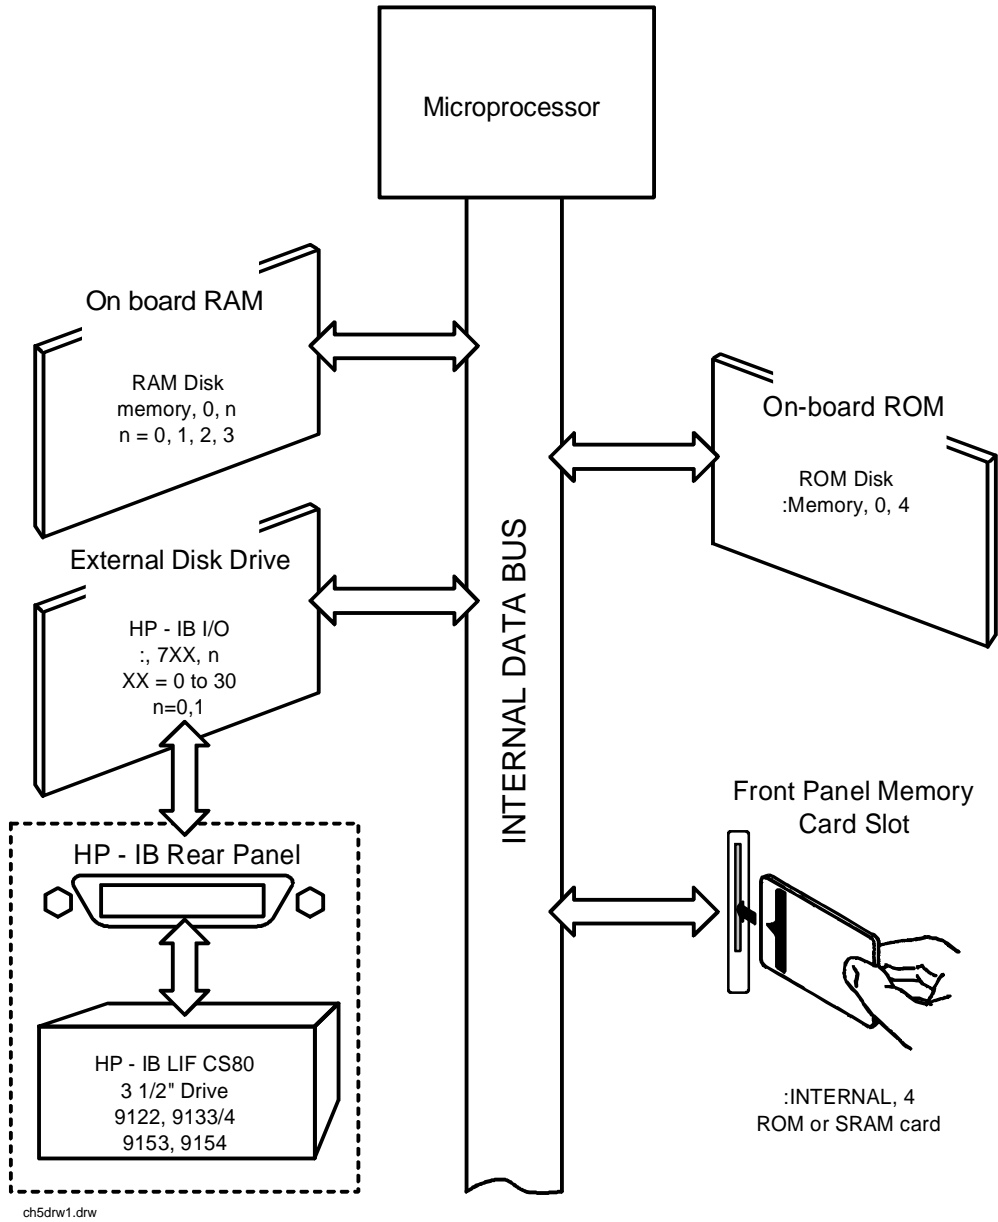 Microprocessor
On board RAM
RAM Disk
memory, 0, n
n = 0, 1, 2, 3
On-board ROM
ROM Disk
:Memory, 0, 4
External Disk Drive
HP - IB I/O
:, 7XX, n
XX = 0 to 30
n=0,1
INTERNAL DATA BUS
Front Panel Memory
Card Slot
HP - IB Rear Panel
HP - IB LIF CS80
3 1/2" Drive
9122, 9133/4
9153, 9154
:INTERNAL, 4
ROM or SRAM card
ch5drw1.drw